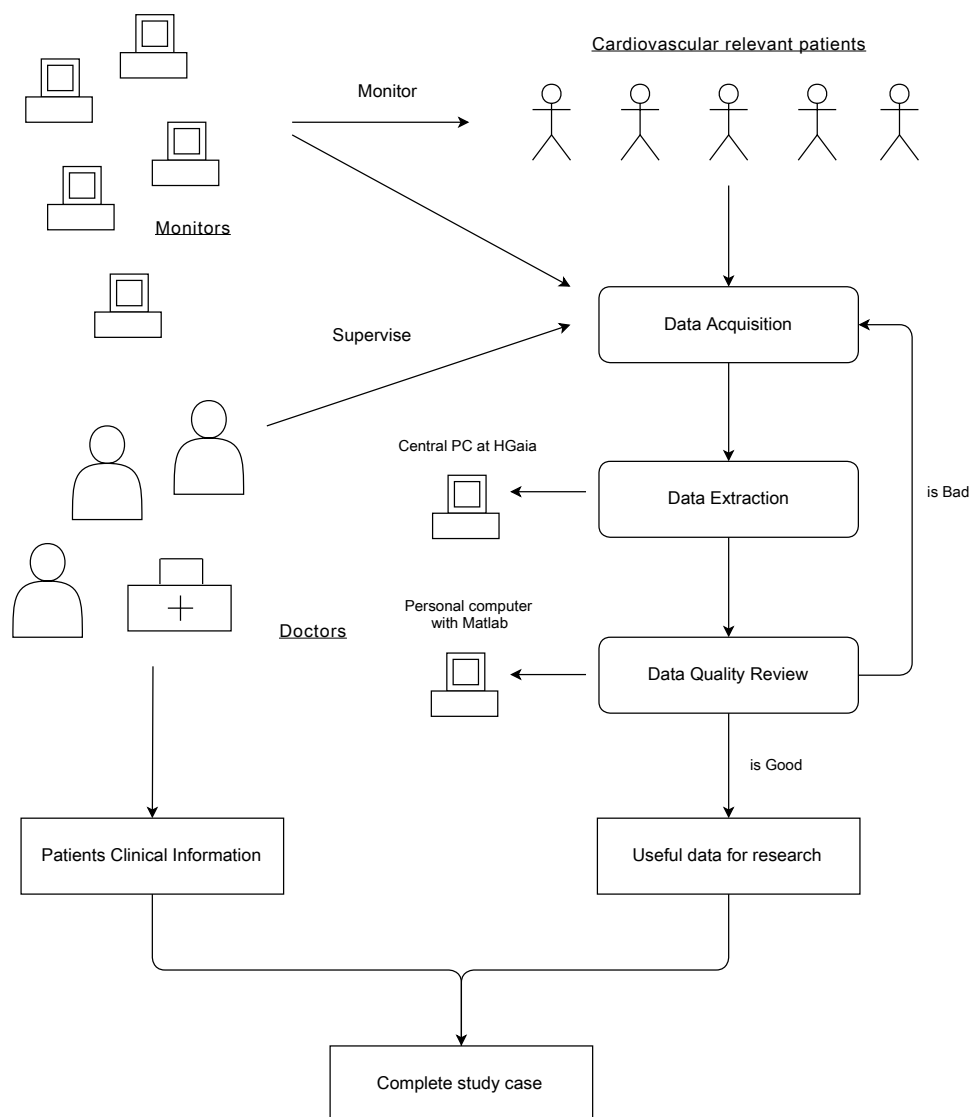 Cardiovascular relevant patients
Monitor
Monitors
Data Acquisition
Supervise
Central PC at HGaia
Data Extraction
is Bad
Personal computer
with Matlab
Doctors
Data Quality Review
is Good
Patients Clinical Information
Useful data for research
Complete study case